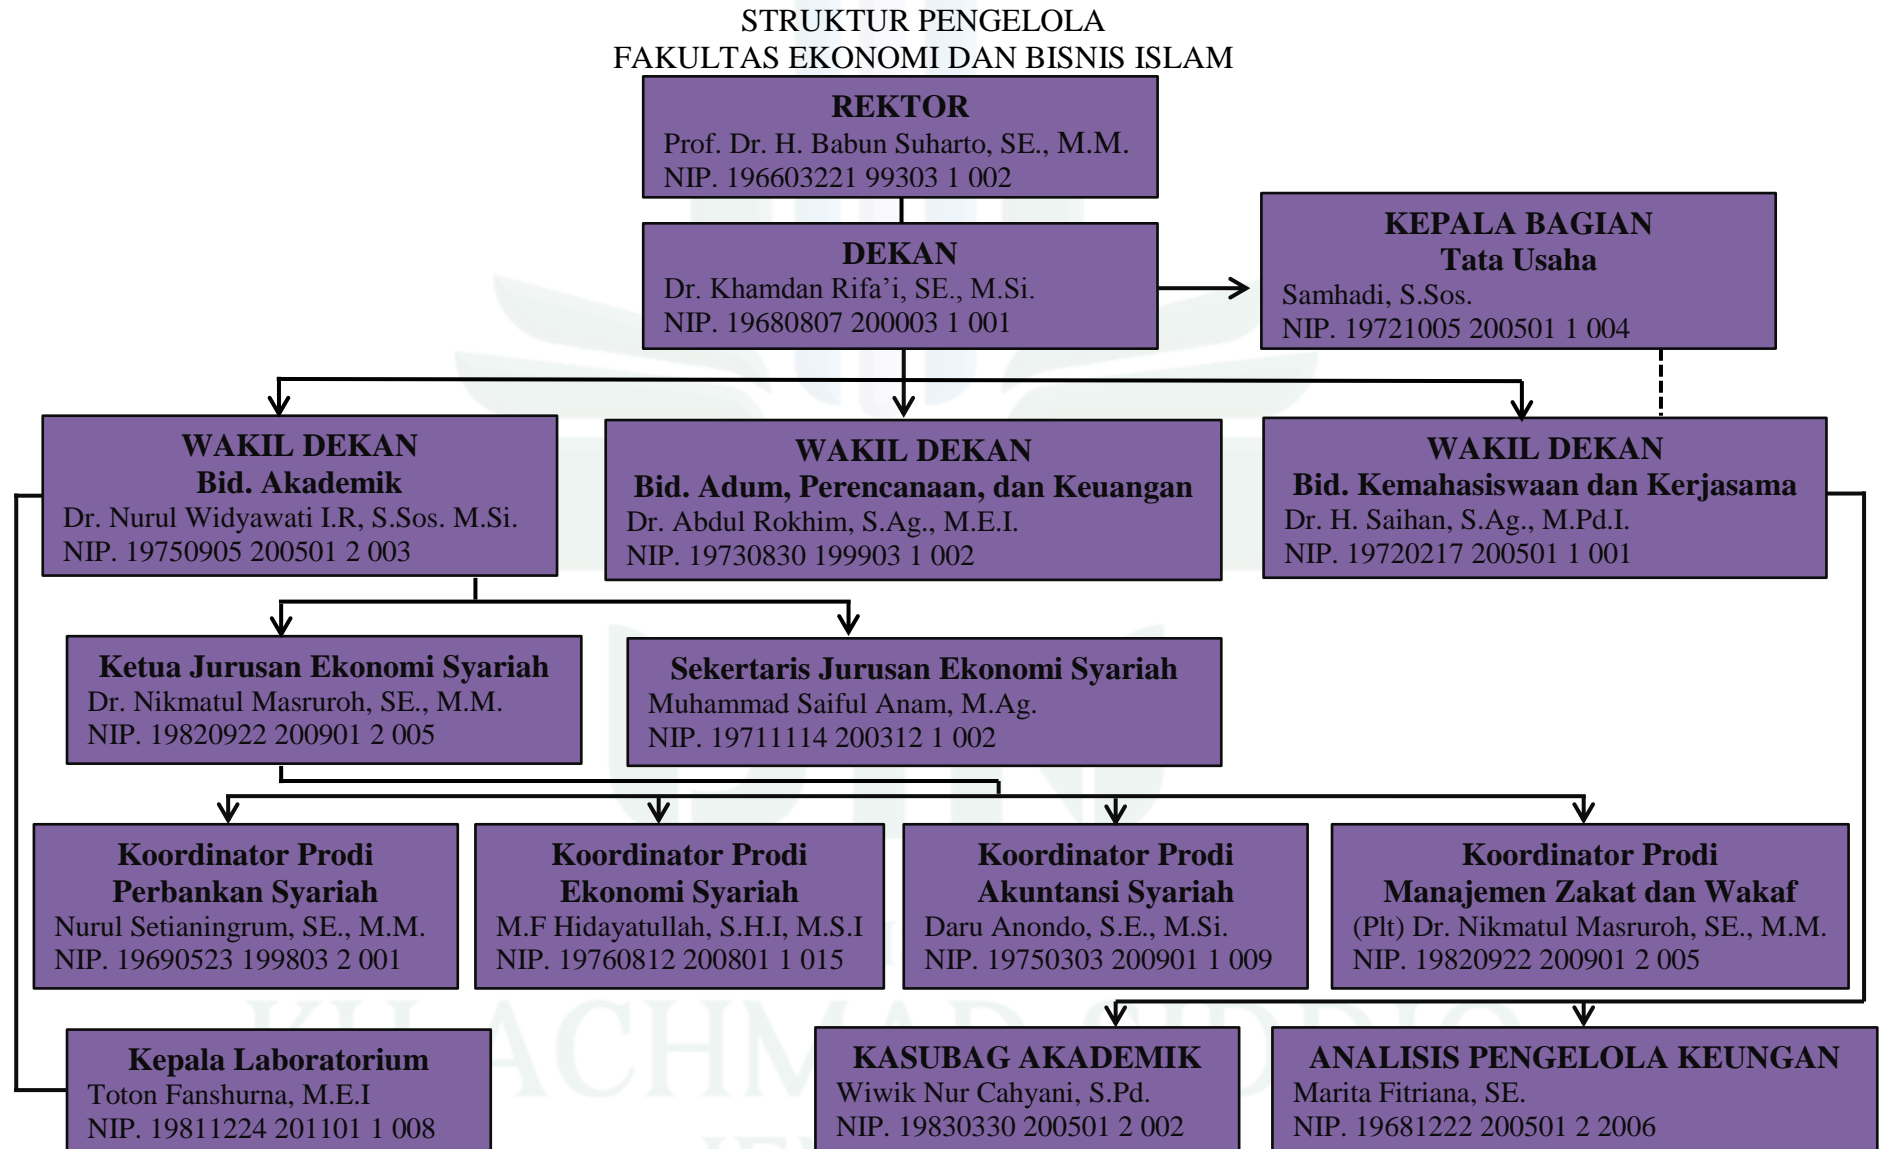 STRUKTUR PENGELOLA
FAKULTAS EKONOMI DAN BISNIS ISLAM
REKTOR
Prof. Dr. H. Babun Suharto, SE., M.M.
NIP. 196603221 99303 1 002
DEKAN
Dr. Khamdan Rifa’i, SE., M.Si.
NIP. 19680807 200003 1 001
KEPALA BAGIAN
Tata Usaha
Samhadi, S.Sos.
NIP. 19721005 200501 1 004
WAKIL DEKAN
Bid. Akademik
Dr. Nurul Widyawati I.R, S.Sos. M.Si.
NIP. 19750905 200501 2 003
WAKIL DEKAN
Bid. Adum, Perencanaan, dan Keuangan
Dr. Abdul Rokhim, S.Ag., M.E.I.
NIP. 19730830 199903 1 002
WAKIL DEKAN
Bid. Kemahasiswaan dan Kerjasama
Dr. H. Saihan, S.Ag., M.Pd.I.
NIP. 19720217 200501 1 001
Ketua Jurusan Ekonomi Syariah
Dr. Nikmatul Masruroh, SE., M.M.
NIP. 19820922 200901 2 005
Sekertaris Jurusan Ekonomi Syariah
Muhammad Saiful Anam, M.Ag.
NIP. 19711114 200312 1 002
Koordinator Prodi
Perbankan Syariah
Nurul Setianingrum, SE., M.M.
NIP. 19690523 199803 2 001
Koordinator Prodi
Ekonomi Syariah
M.F Hidayatullah, S.H.I, M.S.I
NIP. 19760812 200801 1 015
Koordinator Prodi
Akuntansi Syariah
Daru Anondo, S.E., M.Si.
NIP. 19750303 200901 1 009
Koordinator Prodi
Manajemen Zakat dan Wakaf
(Plt) Dr. Nikmatul Masruroh, SE., M.M.
NIP. 19820922 200901 2 005
Kepala Laboratorium
Toton Fanshurna, M.E.I
NIP. 19811224 201101 1 008
KASUBAG AKADEMIK
Wiwik Nur Cahyani, S.Pd.
NIP. 19830330 200501 2 002
ANALISIS PENGELOLA KEUNGAN
Marita Fitriana, SE.
NIP. 19681222 200501 2 2006